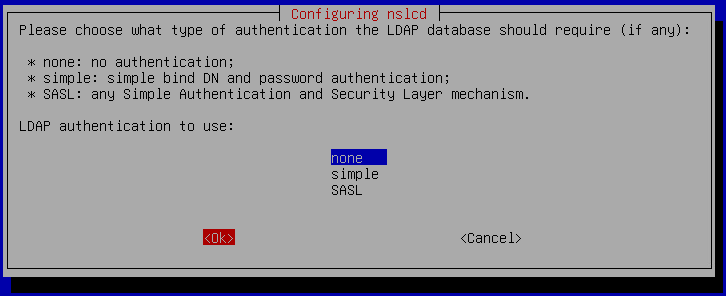 Configuring nslcd
Please choose what type of authentication the LDAP database should require (if any):
* none: no authentication;
* simple: simple bind DN and password authentication;
* SASL: any Simple Authentication and Security Layer mechanism.
LDAP authentication to use:
none
simple
SASL
<Ok> <Cancel>